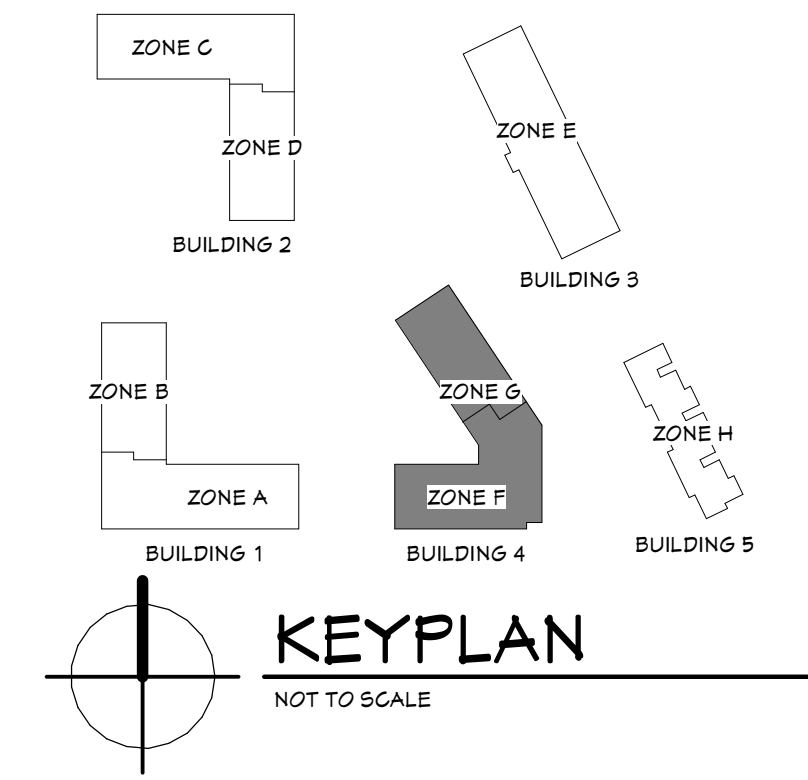 ZONE C
ZONE D
BUILDING 2
ZONE E
BUILDING 3
ZONE B
ZONE A
BUILDING 1
ZONE G
ZONE F
BUILDING 4
ZONE H
BUILDING 5
KEYPLAN
NOT TO SCALE